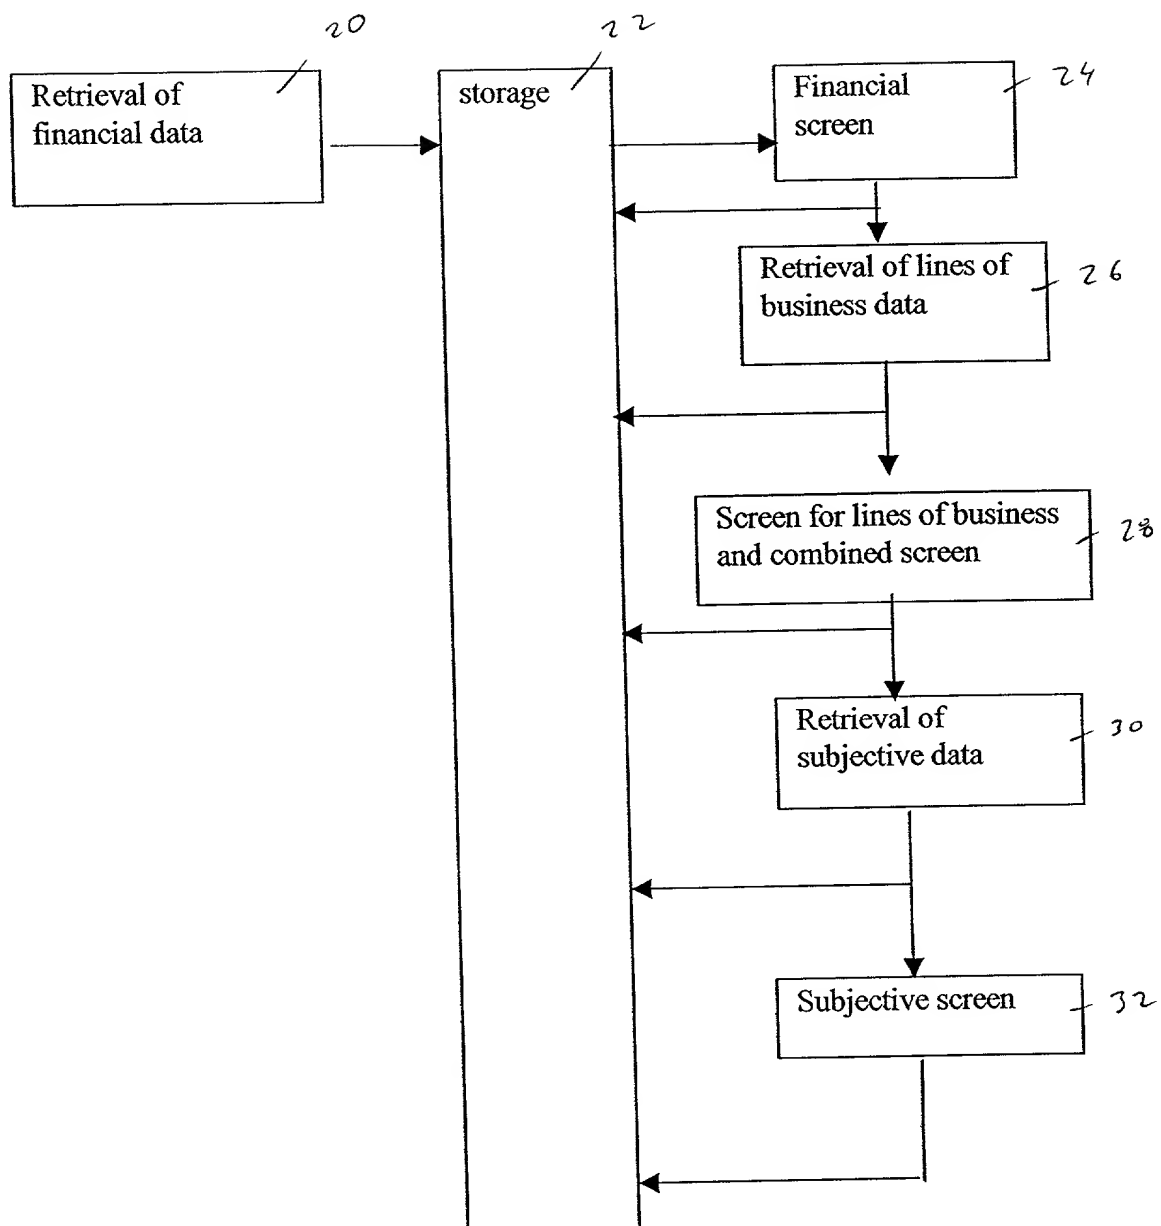 20
22
Retrieval of
financial data
storage
Financial
screen
24
Retrieval of lines of
business data
26
Screen for lines of business
and combined screen
28
Retrieval of
subjective data
30
Subjective screen
32